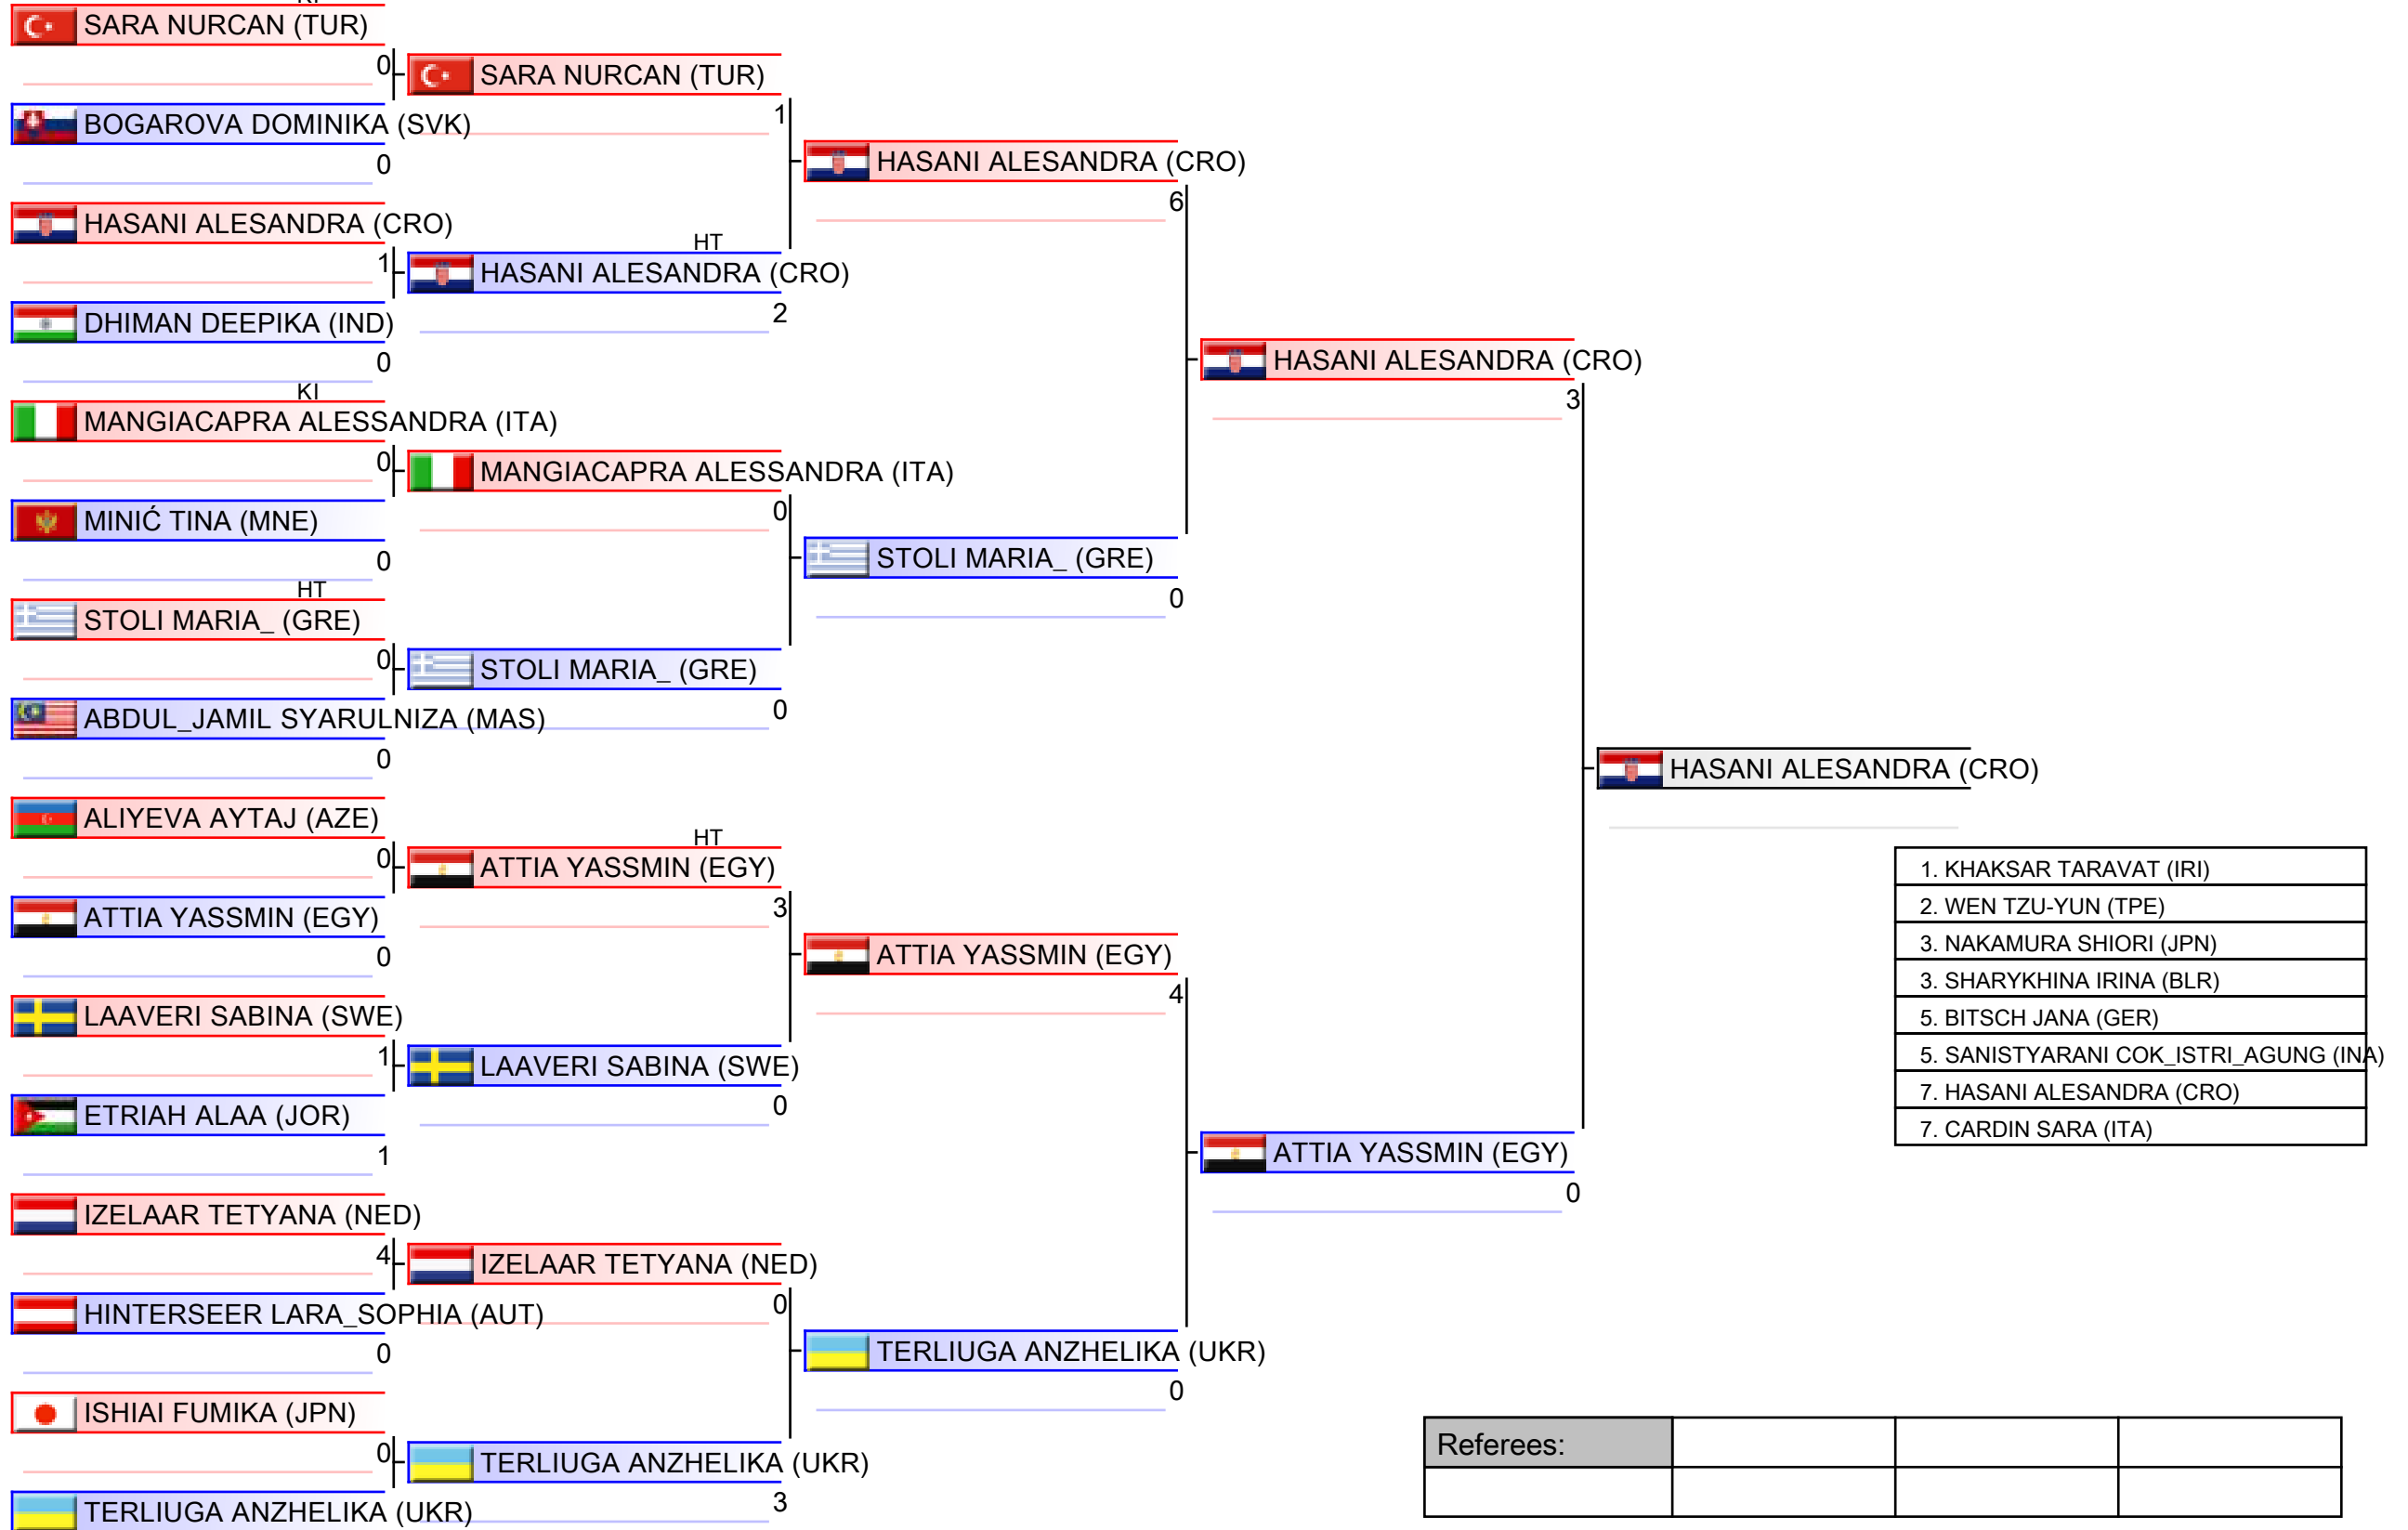 SARA NURCAN (TUR)
0
BOGAROVA DOMINIKA (SVK)
0
HASANI ALESANDRA (CRO)
1
DHIMAN DEEPIKA (IND)
0
KI
MANGIACAPRA ALESSANDRA (ITA)
0
MINIĆ TINA (MNE)
0
HT
STOLI MARIA_ (GRE)
0
ABDUL_JAMIL SYARULNIZA (MAS)
0
ALIYEVA AYTAJ (AZE)
0
ATTIA YASSMIN (EGY)
0
LAAVERI SABINA (SWE)
1
ETRIAH ALAA (JOR)
1
IZELAAR TETYANA (NED)
4
HINTERSEER LARA_SOPHIA (AUT)
0
ISHIAI FUMIKA (JPN)
0
TERLIUGA ANZHELIKA (UKR)
SARA NURCAN (TUR)
1
HT
HASANI ALESANDRA (CRO)
2
MANGIACAPRA ALESSANDRA (ITA)
0
STOLI MARIA_ (GRE)
0
HT
ATTIA YASSMIN (EGY)
3
LAAVERI SABINA (SWE)
0
IZELAAR TETYANA (NED)
0
TERLIUGA ANZHELIKA (UKR)
3
HASANI ALESANDRA (CRO)
6
STOLI MARIA_ (GRE)
0
ATTIA YASSMIN (EGY)
4
TERLIUGA ANZHELIKA (UKR)
0
HASANI ALESANDRA (CRO)
3
ATTIA YASSMIN (EGY)
0
HASANI ALESANDRA (CRO)
1. KHAKSAR TARAVAT (IRI)
2. WEN TZU-YUN (TPE)
3. NAKAMURA SHIORI (JPN)
3. SHARYKHINA IRINA (BLR)
5. BITSCH JANA (GER)
5. SANISTYARANI COK_ISTRI_AGUNG (INA)
7. HASANI ALESANDRA (CRO)
7. CARDIN SARA (ITA)
Referees: